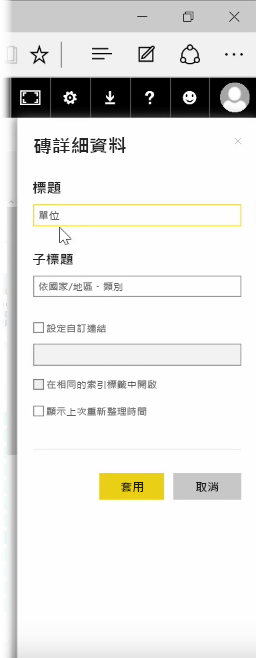 磚詳細資料
標題
單位
子標題
依國家/地區 - 類別
設定自訂連結
在相同的索引標籤中開啟
顯示上次重新整理時間
套用
取消